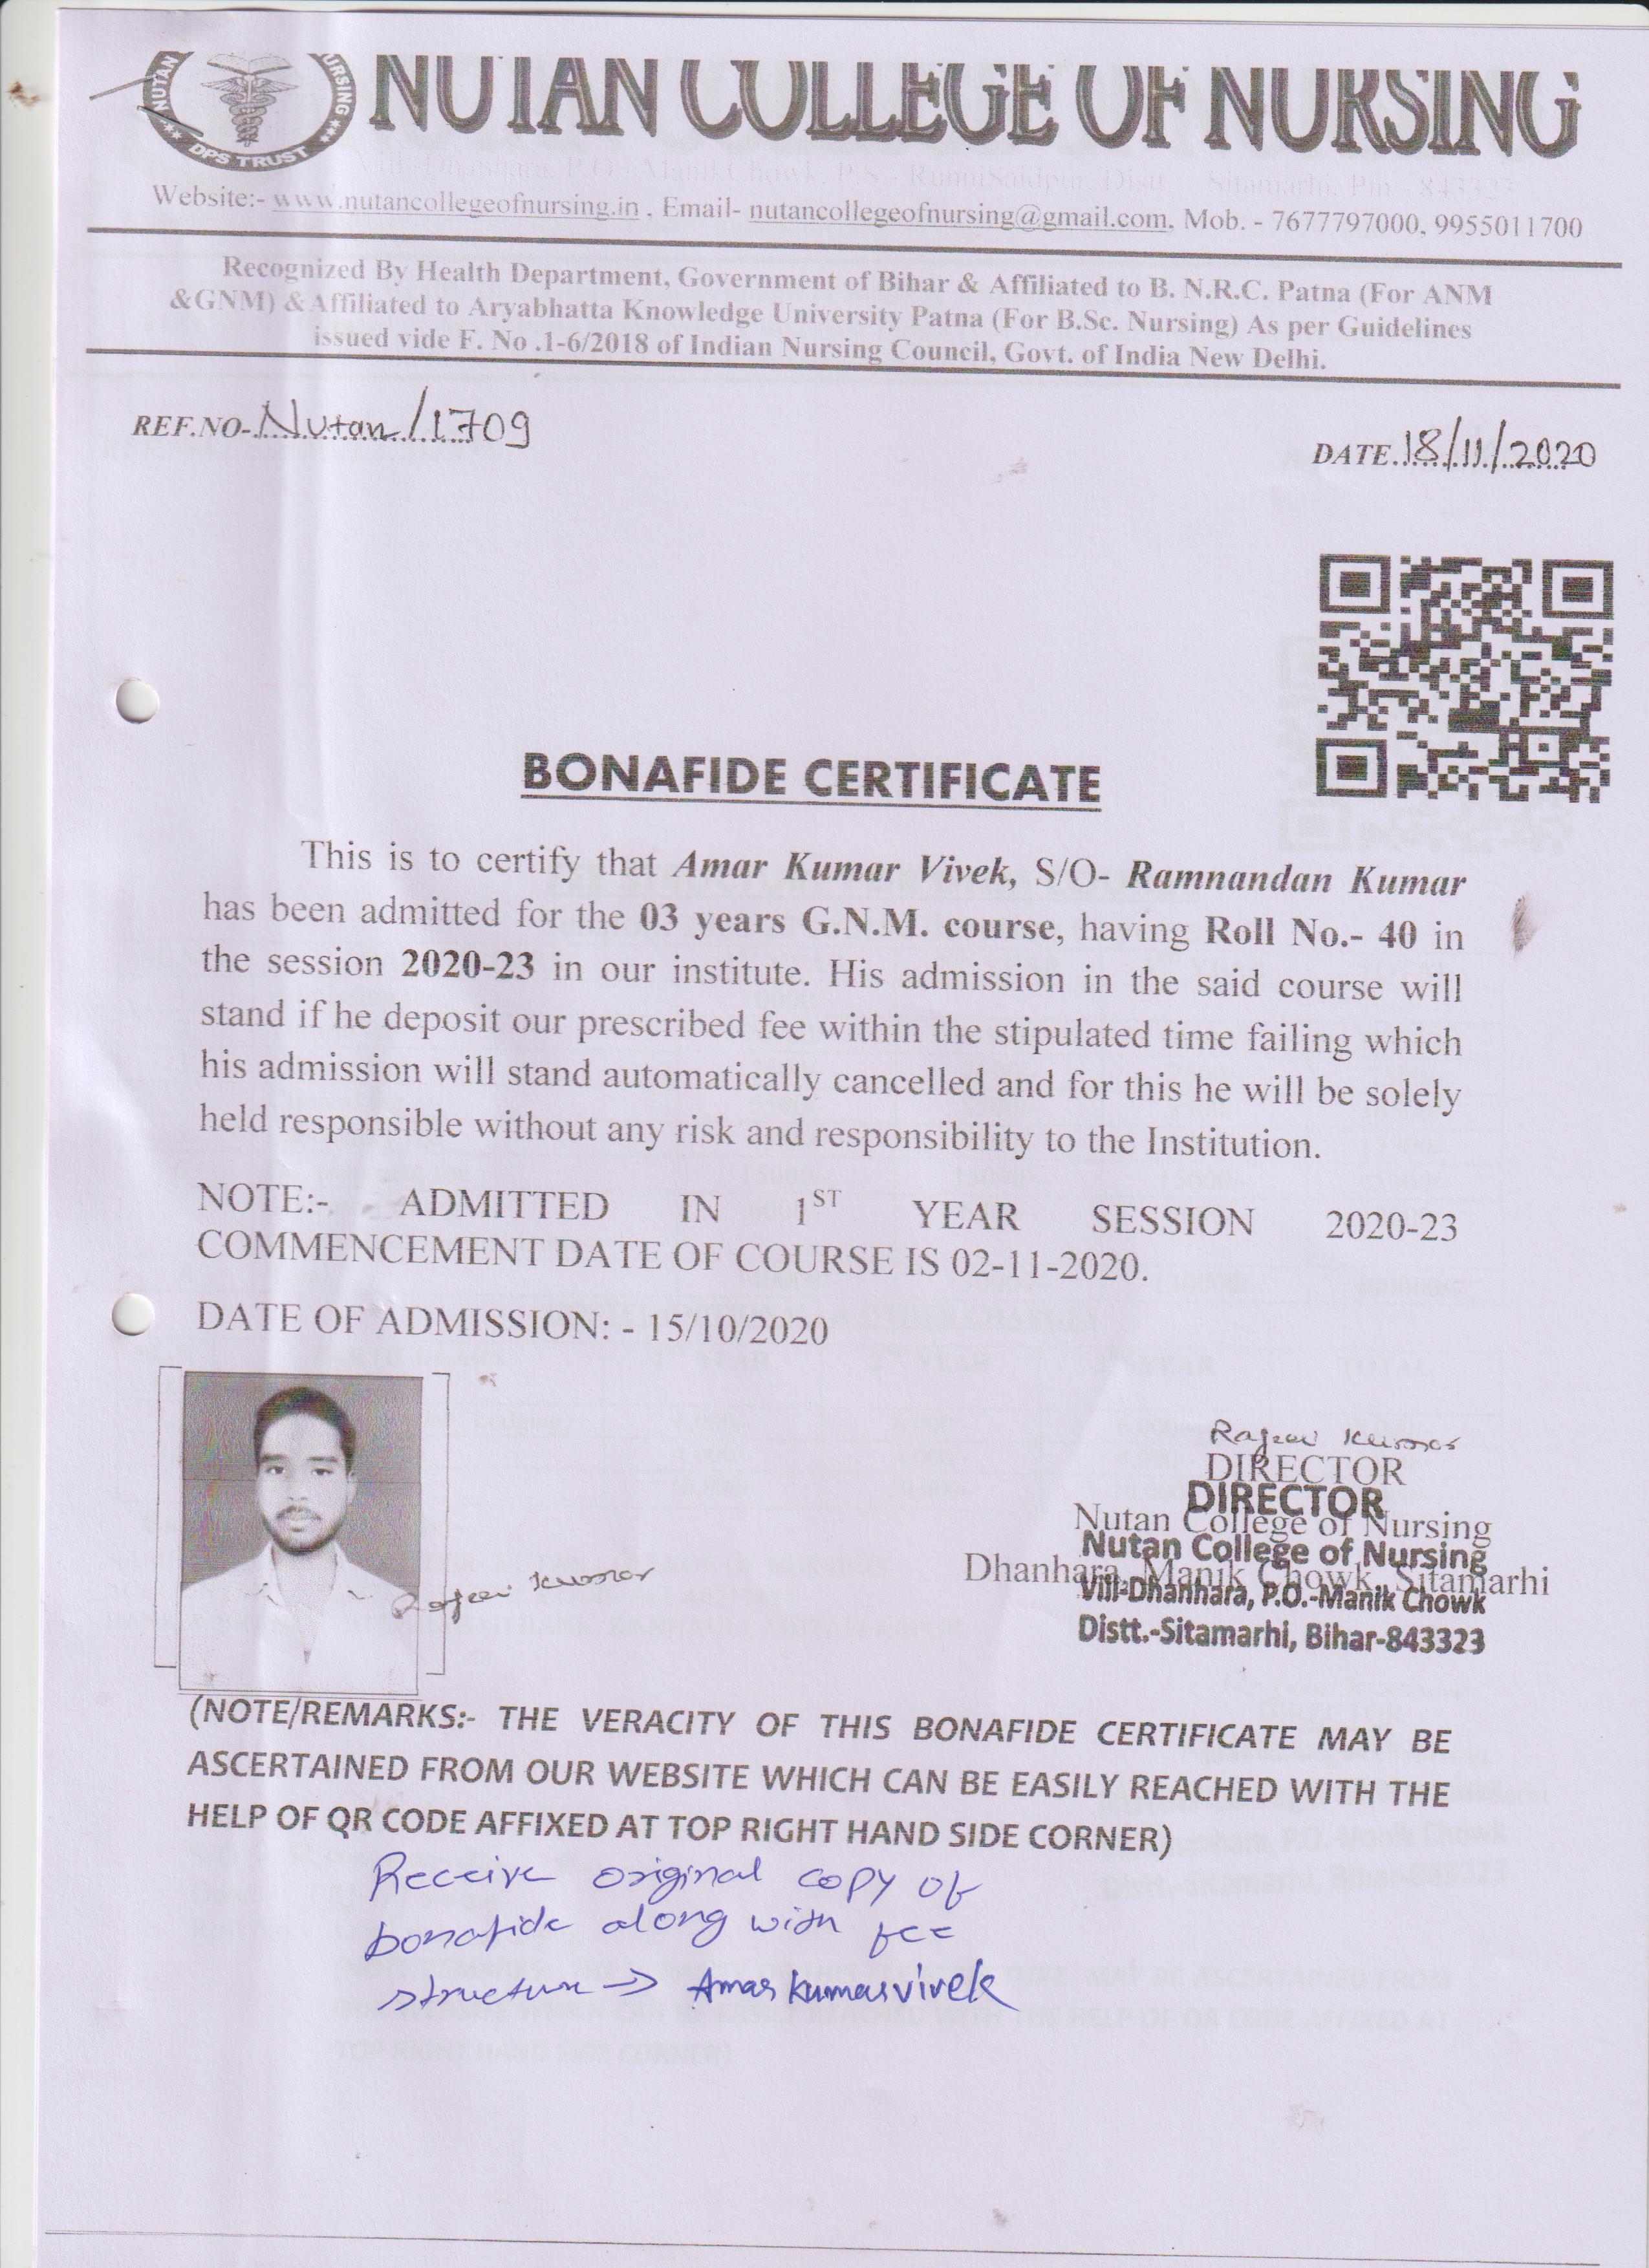 NUTAN COLLEGE OF NURSING
NUTAN URSING
DPS TRUST
Vill.- Dhanhara, P.O.- Manik Chowk, P.S.- RunniSaidpur, Distt.- Sitamarhi, Pin - 843323
Website:- www.nutancollegeofnursing.in , Email- nutancollegeofnursing@gmail.com, Mob. - 7677797000, 9955011700
Recognized By Health Department, Government of Bihar & Affiliated to B. N.R.C. Patna (For ANM
&GNM) & Affiliated to Aryabhatta Knowledge University Patna (For B.Sc. Nursing) As per Guidelines
issued vide F. No .1-6/2018 of Indian Nursing Council, Govt. of India New Delhi.
REF.NO- Nutan/1709
DATE. 18/11/2020
BONAFIDE CERTIFICATE
This is to certify that Amar Kumar Vivek, S/O- Ramnandan Kumar
has been admitted for the 03 years G.N.M. course, having Roll No.- 40 in
the session 2020-23 in our institute. His admission in the said course will
stand if he deposit our prescribed fee within the stipulated time failing which
his admission will stand automatically cancelled and for this he will be solely
held responsible without any risk and responsibility to the Institution.
NOTE:- ADMITTED IN 1ST YEAR SESSION 2020-23
COMMENCEMENT DATE OF COURSE IS 02-11-2020.
DATE OF ADMISSION: - 15/10/2020
Rajeev Kumar
DIRECTOR
DIRECTOR
Nutan College of Nursing
Nutan College of Nursing
Dhanhara, Manik Chowk, Sitamarhi
Vill-Dhanhara, P.O.-Manik Chowk
Distt.-Sitamarhi, Bihar-843323
Rajeev Kumar
(NOTE/REMARKS:- THE VERACITY OF THIS BONAFIDE CERTIFICATE MAY BE
ASCERTAINED FROM OUR WEBSITE WHICH CAN BE EASILY REACHED WITH THE
HELP OF QR CODE AFFIXED AT TOP RIGHT HAND SIDE CORNER)
Receive original copy of
bonafide along with fee
structure → Amar kumar vivek